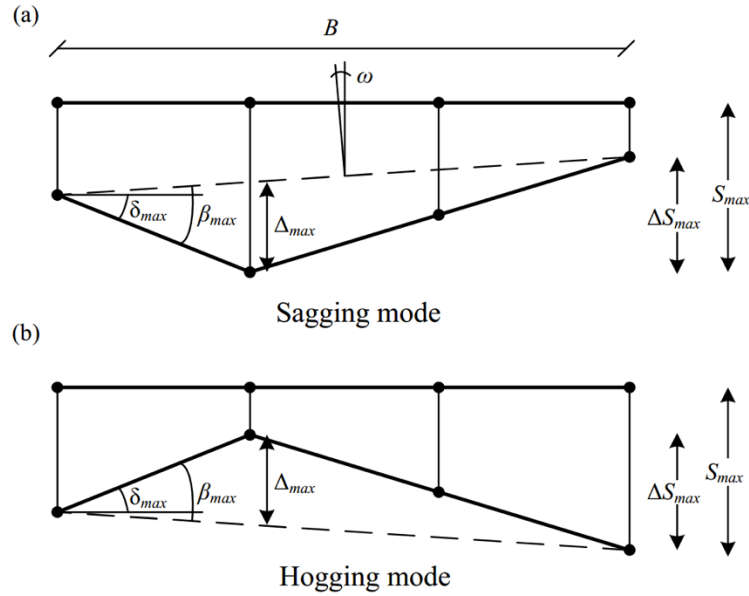 (a)
B
ω
δmax
βmax
Δmax
ΔSmax
Smax
Sagging mode
(b)
δmax
βmax
Δmax
ΔSmax
Smax
Hogging mode